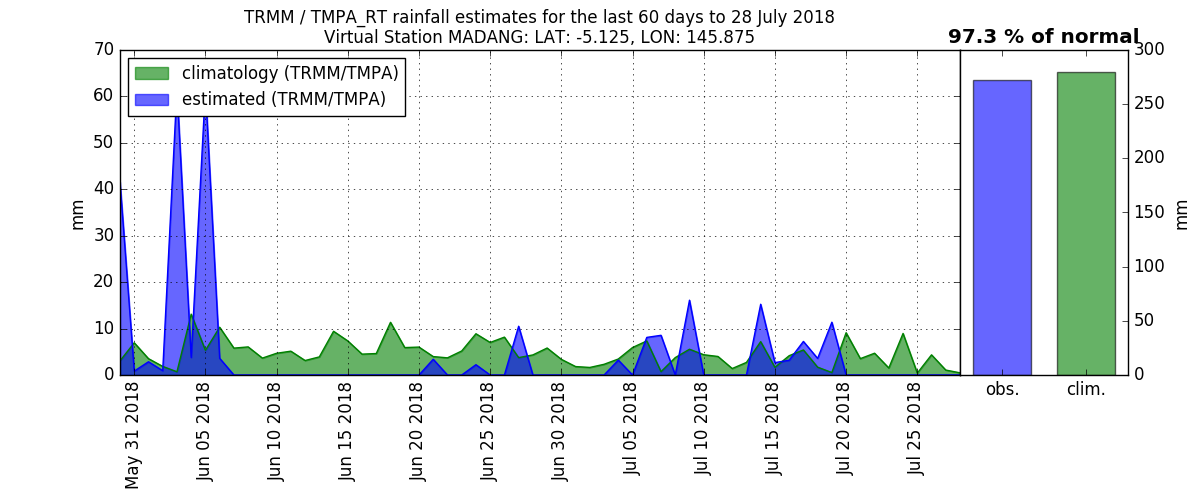 TRMM / TMPA_RT rainfall estimates for the last 60 days to 28 July 2018
Virtual Station MADANG: LAT: -5.125, LON: 145.875
97.3 % of normal
climatology (TRMM/TMPA)
estimated (TRMM/TMPA)
mm
70
60
50
40
30
20
10
0
May 31 2018
Jun 05 2018
Jun 10 2018
Jun 15 2018
Jun 20 2018
Jun 25 2018
Jun 30 2018
Jul 05 2018
Jul 10 2018
Jul 15 2018
Jul 20 2018
Jul 25 2018
obs.
clim.
300
250
200
150
100
50
0
mm